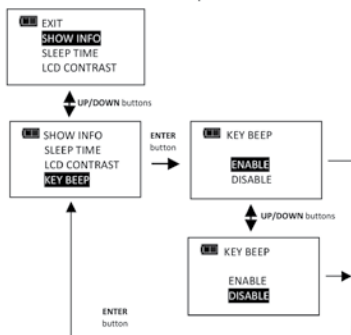 EXIT
SHOW INFO
SLEEP TIME
LCD CONTRAST
UP/DOWN buttons
SHOW INFO
SLEEP TIME
LCD CONTRAST
KEY BEEP
ENTER
button
KEY BEEP
ENABLE
DISABLE
UP/DOWN buttons
KEY BEEP
ENABLE
DISABLE
ENTER
button